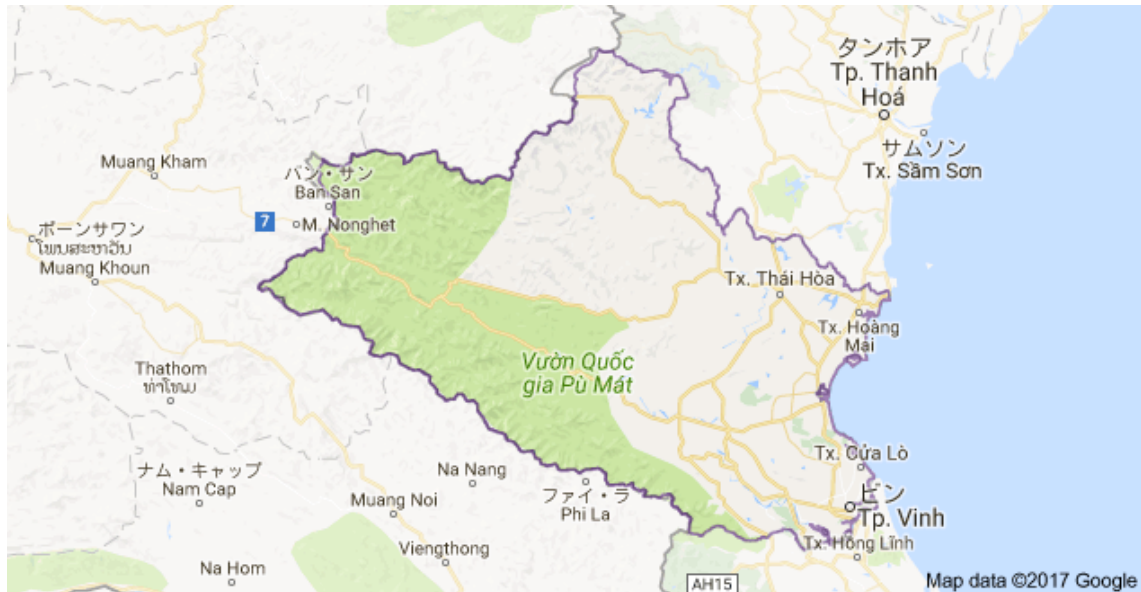 タンホア
Tp. Thanh
Hoá
サムソン
Tx. Sầm Sơn
Muang Kham
バン・サン
Ban San
7
M. Nonghet
ポーンサワン
ໂພນສະຫວັນ
Muang Khoun
Tx. Thái Hòa
Tx. Hoàng
Mai
Vườn Quốc
gia Pù Mát
Thathom
ທ່າໂທມ
Tx. Cửa Lò
ナム・キャップ
Nam Cap
Na Nang
ファイ・ラ
Phi La
Muang Noi
ビン
Tp. Vinh
Viengthong
Tx. Hồng Lĩnh
Na Hom
AH15
Map data ©2017 Google